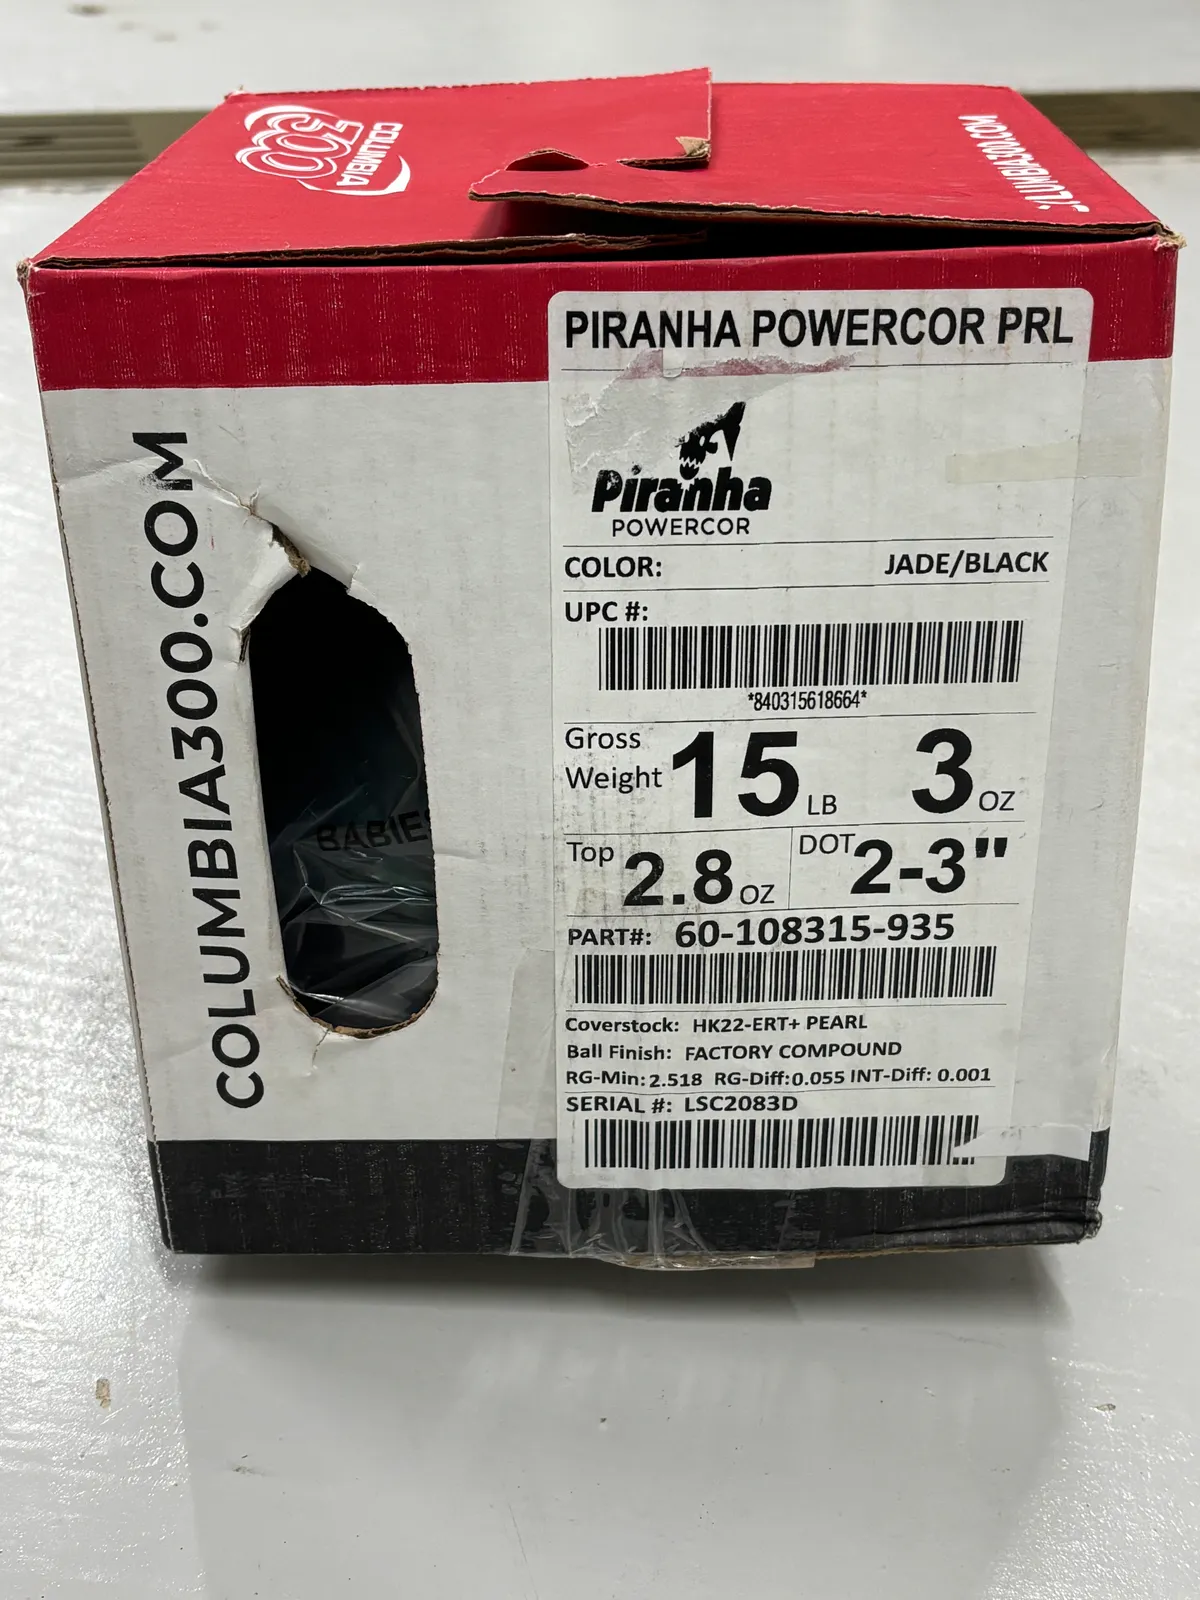 COLUMBIA
300
COLUMBIA300.COM
COLUMBIA300.COM
BABIES
PIRANHA POWERCOR PRL
Piranha
POWERCOR
COLOR: JADE/BLACK
UPC #:
*840315618664*
Gross Weight 15 LB 3 OZ
Top 2.8 OZ DOT 2-3"
PART#: 60-108315-935
Coverstock: HK22-ERT+ PEARL
Ball Finish: FACTORY COMPOUND
RG-Min: 2.518 RG-Diff: 0.055 INT-Diff: 0.001
SERIAL #: LSC2083D